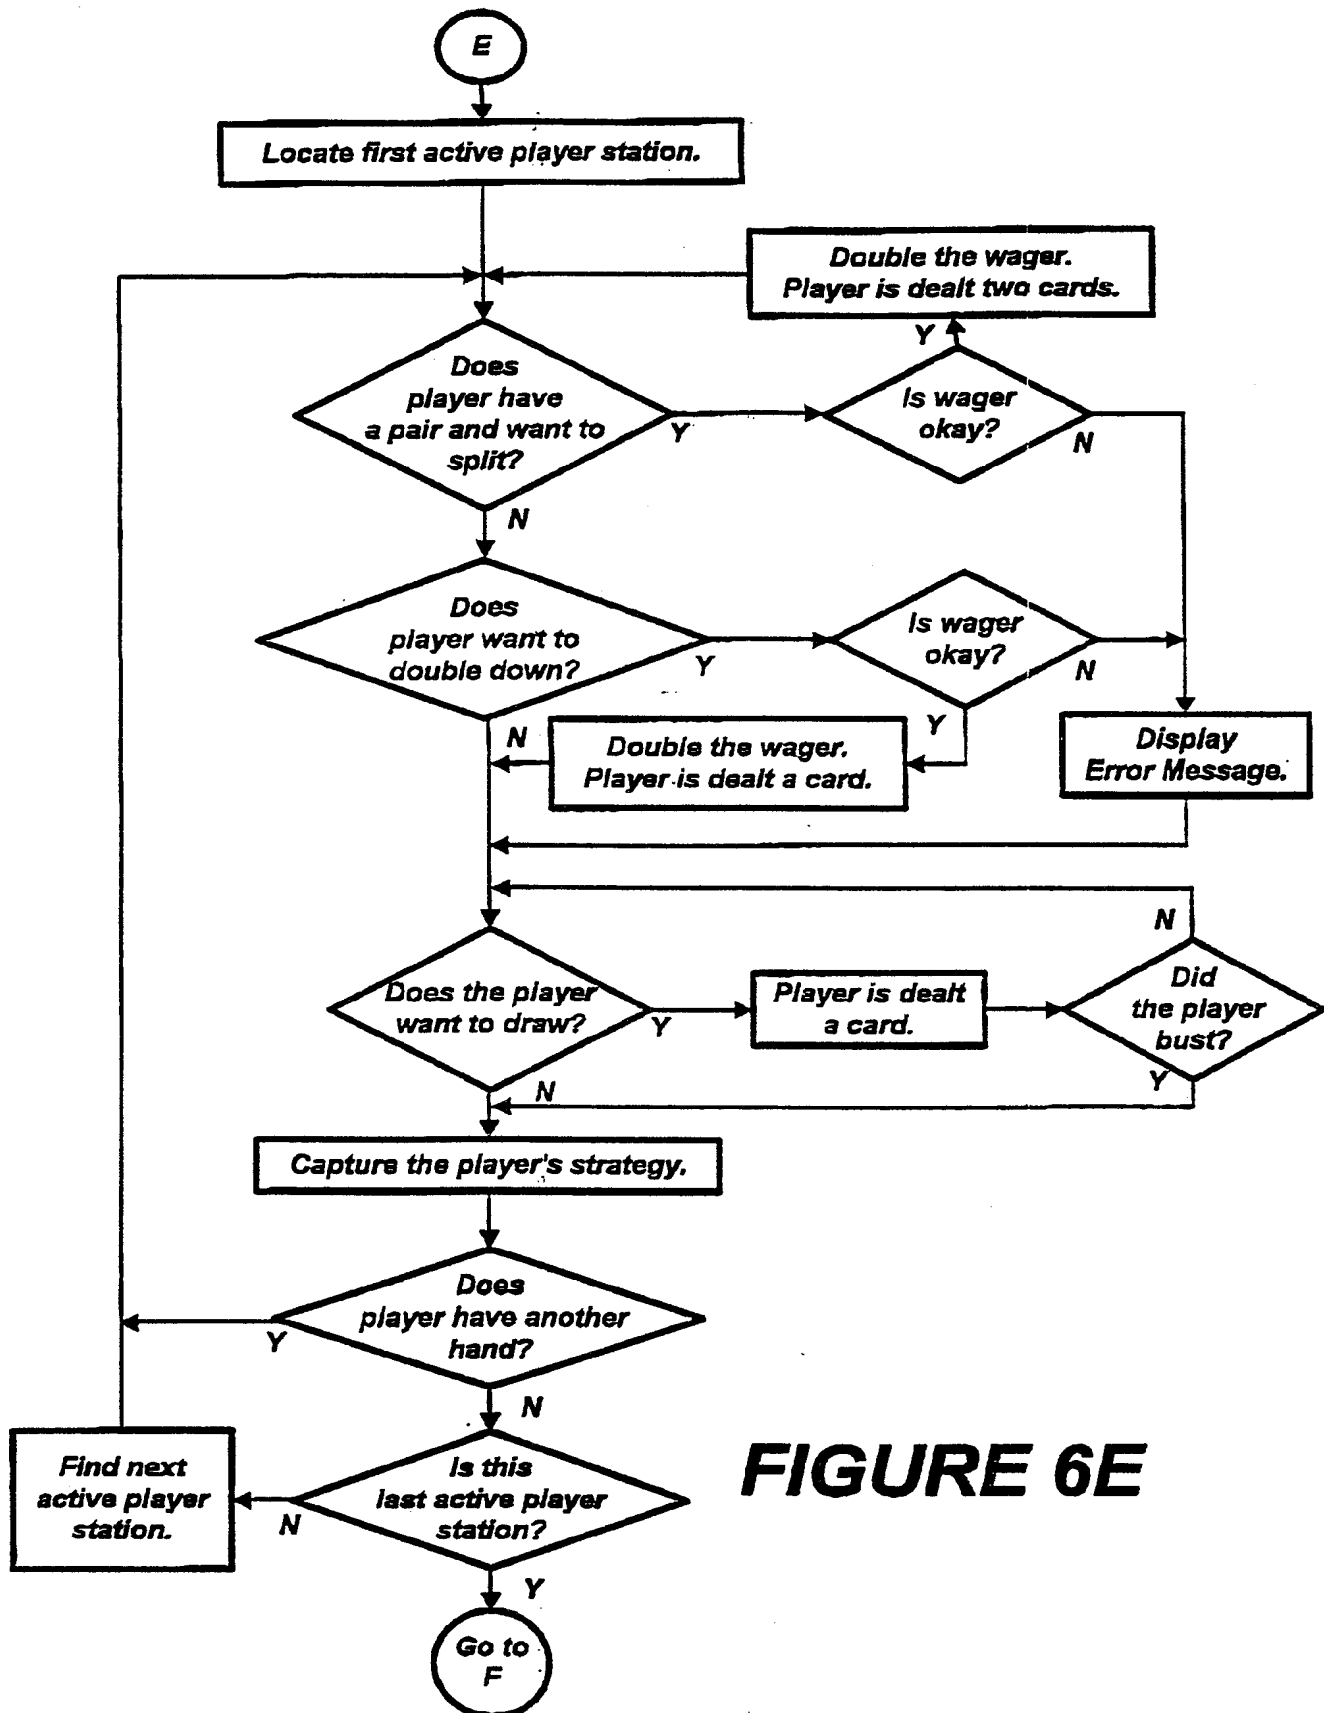 E
Locate first active player station.
Double the wager.
Player is dealt two cards.
Y
Does
player have
a pair and want to
split?
Y
Is wager
okay?
N
N
Does
player want to
double down?
Y
Is wager
okay?
N
N
Double the wager.
Player is dealt a card.
Y
Display
Error Message.
N
Does the player
want to draw?
Y
Player is dealt
a card.
Did
the player
bust?
Y
N
Capture the player's strategy.
Does
player have another
hand?
Y
N
Find next
active player
station.
N
Is this
last active player
station?
FIGURE 6E
Y
Go to
F